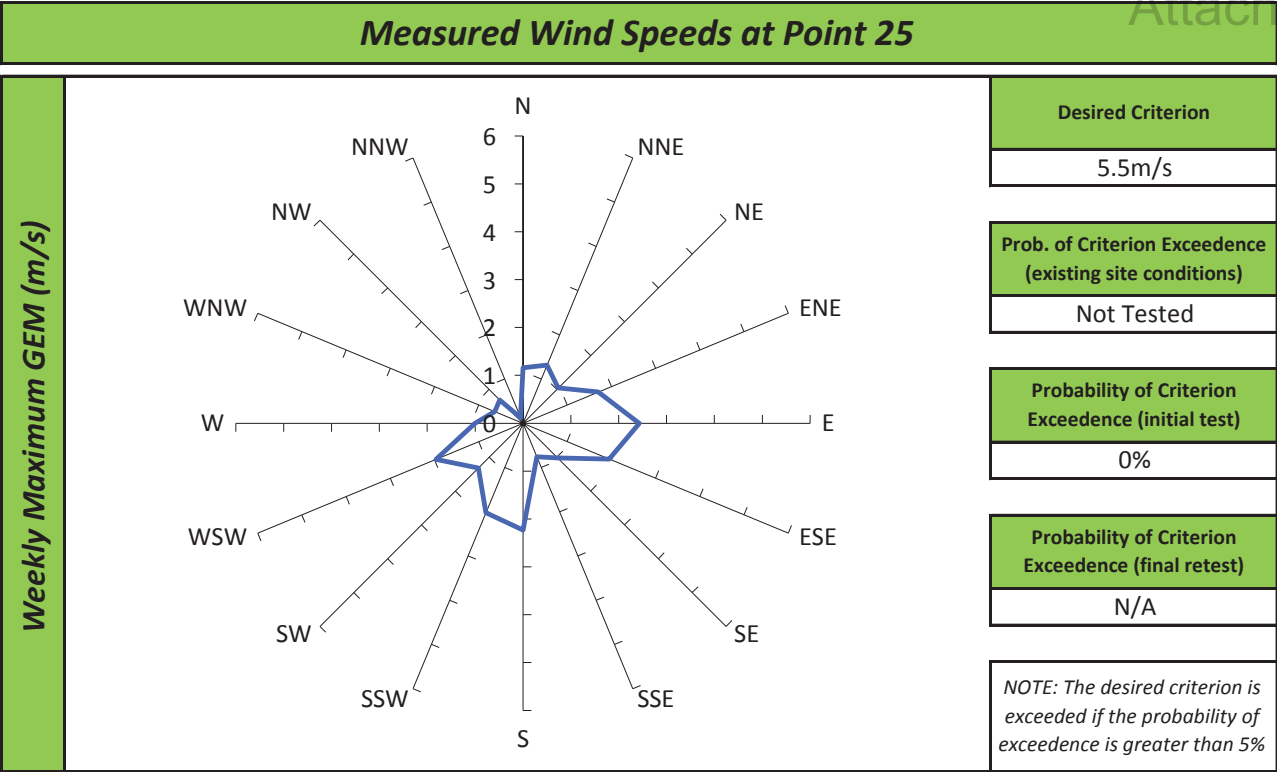 Attach
Measured Wind Speeds at Point 25
Weekly Maximum GEM (m/s)
N
NNE
NE
ENE
E
ESE
SE
SSE
S
SSW
SW
WSW
W
WNW
NW
NNW
6
5
4
3
2
1
0
Desired Criterion
5.5m/s
Prob. of Criterion Exceedence
(existing site conditions)
Not Tested
Probability of Criterion
Exceedence (initial test)
0%
Probability of Criterion
Exceedence (final retest)
N/A
NOTE: The desired criterion is
exceeded if the probability of
exceedence is greater than 5%